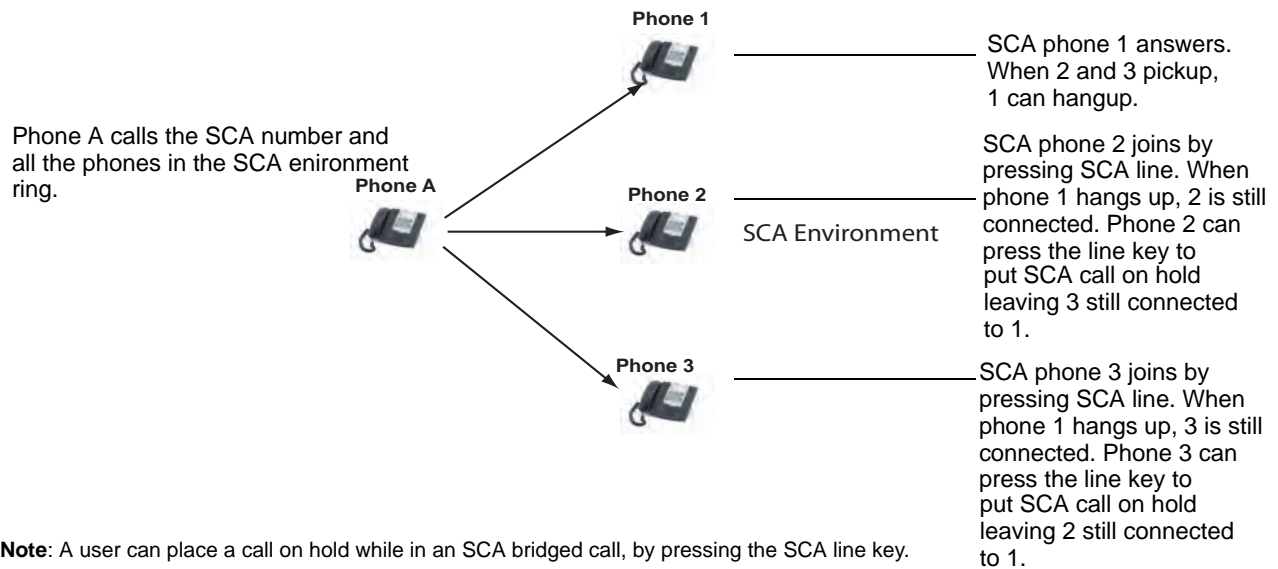 Phone A calls the SCA number and
all the phones in the SCA enironment
ring.
Phone A
Phone 1
SCA phone 1 answers.
When 2 and 3 pickup,
1 can hangup.
Phone 2
SCA Environment
SCA phone 2 joins by
pressing SCA line. When
phone 1 hangs up, 2 is still
connected. Phone 2 can
press the line key to
put SCA call on hold
leaving 3 still connected
to 1.
Phone 3
SCA phone 3 joins by
pressing SCA line. When
phone 1 hangs up, 3 is still
connected. Phone 3 can
press the line key to
put SCA call on hold
leaving 2 still connected
to 1.
Note: A user can place a call on hold while in an SCA bridged call, by pressing the SCA line key.